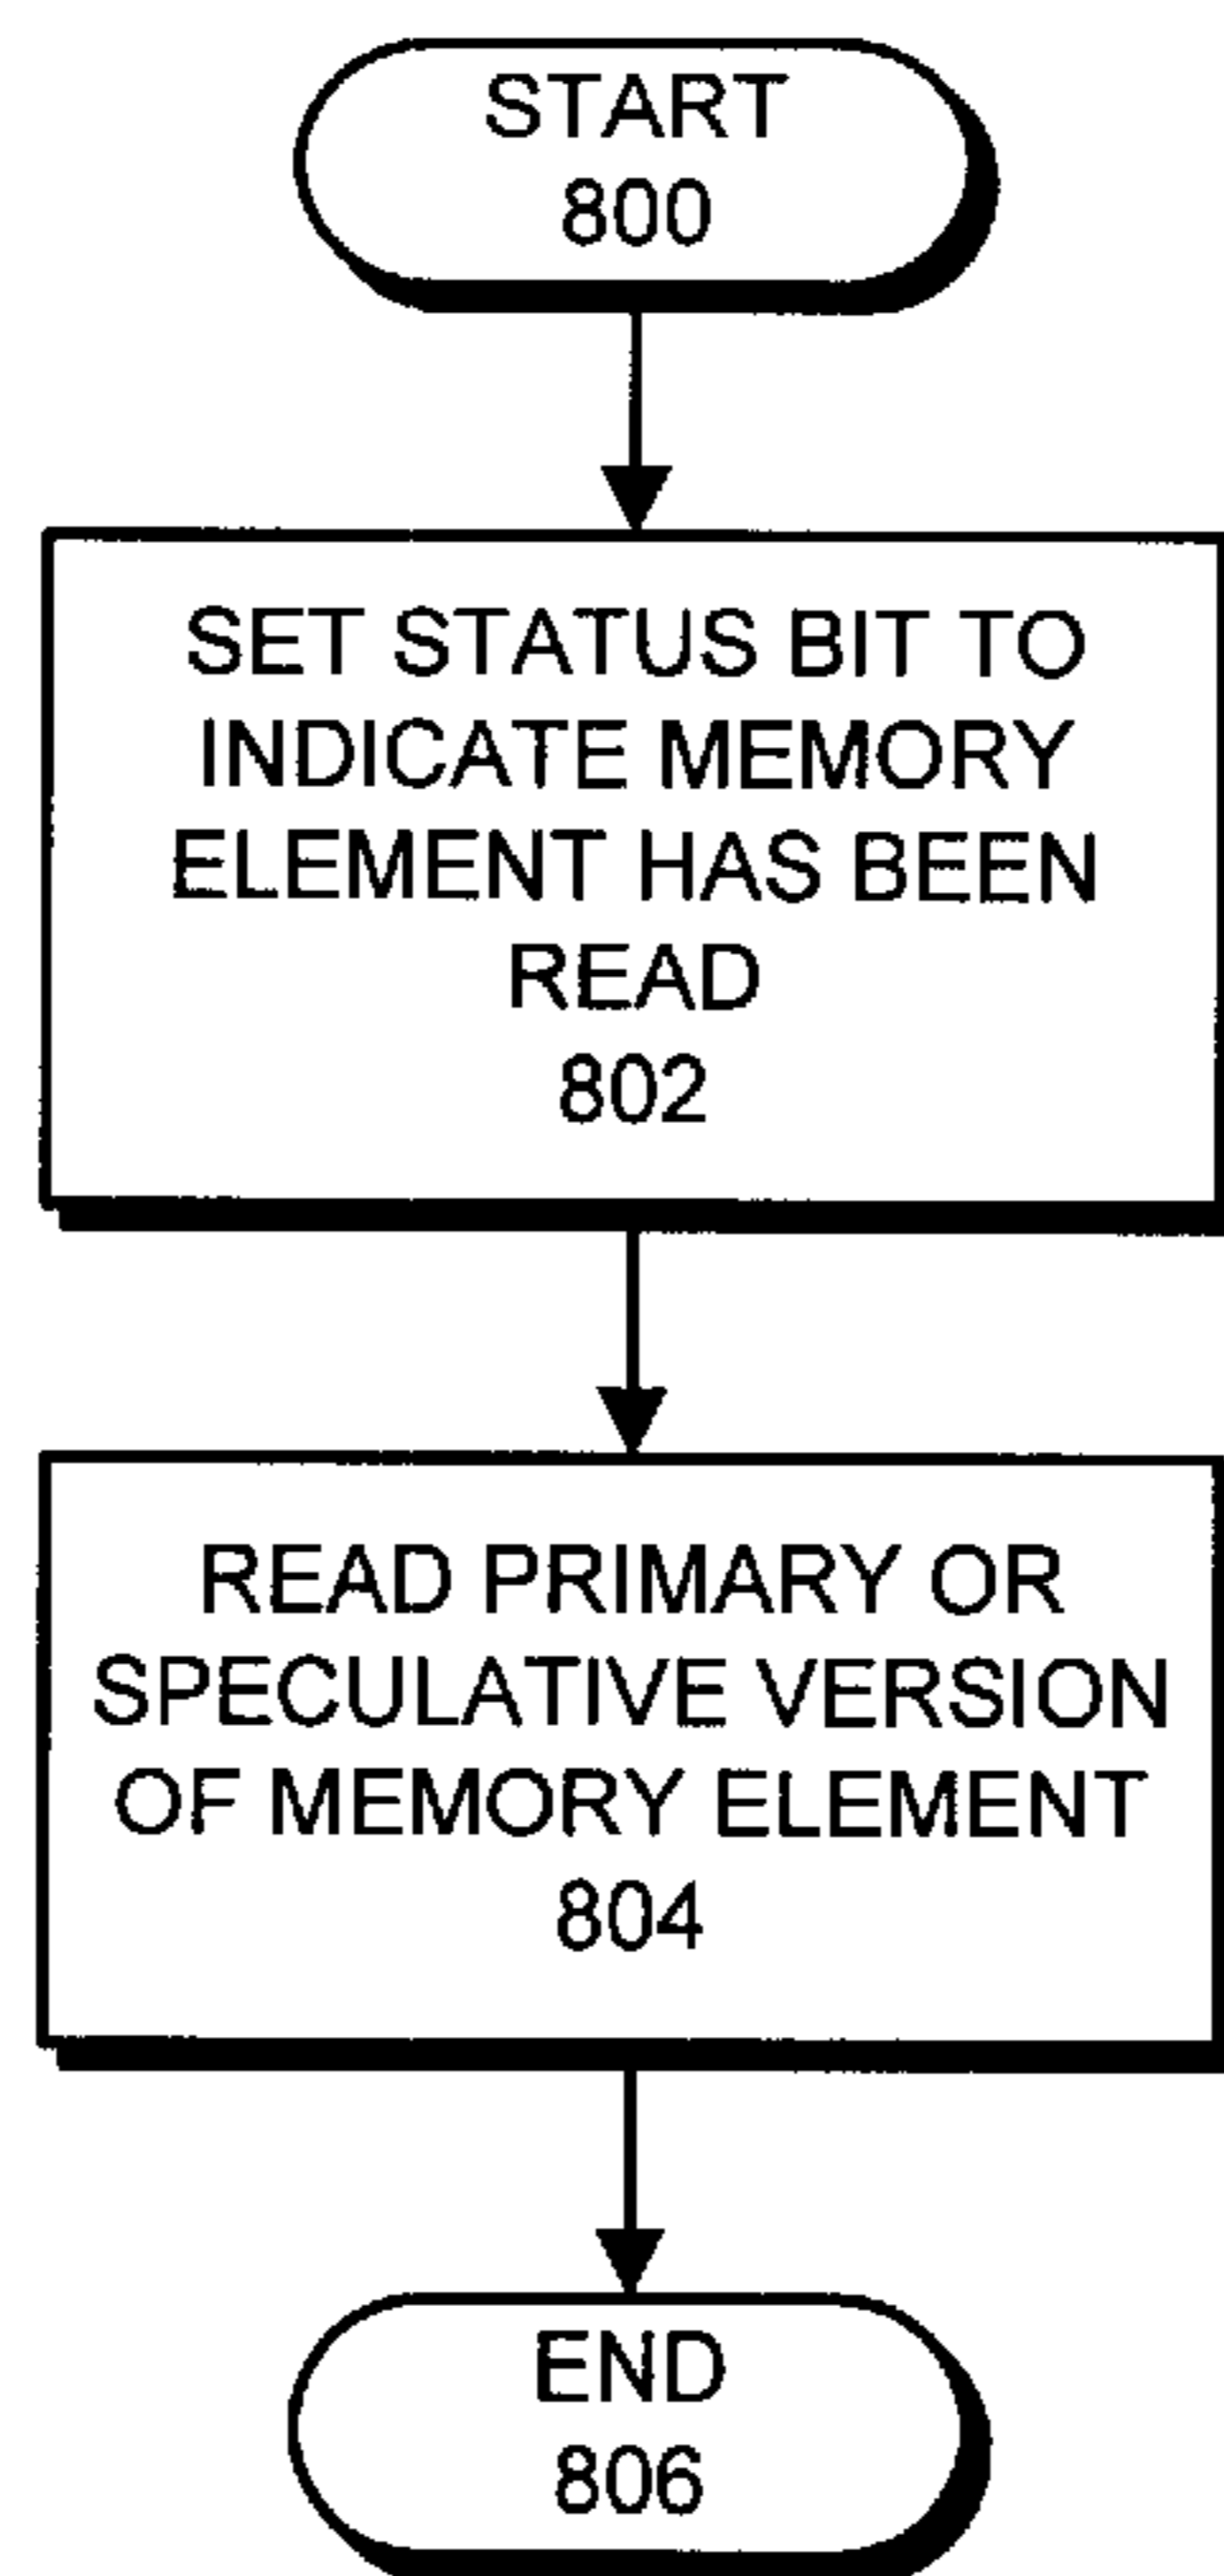 START
800
SET STATUS BIT TO
INDICATE MEMORY
ELEMENT HAS BEEN
READ
802
READ PRIMARY OR
SPECULATIVE VERSION
OF MEMORY ELEMENT
804
END
806